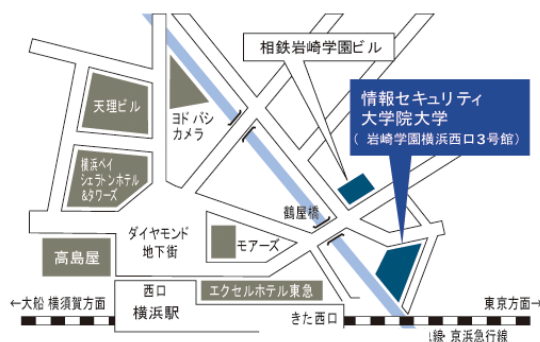 相鉄岩崎学園ビル
情報セキュリティ
大学院大学
( 岩崎学園横浜西口3号館)
天理ビル
ヨドバシ
カメラ
横浜ベイ
シェラトンホテル
&タワーズ
鶴屋橋
ダイヤモンド
地下街
モアーズ
高島屋
エクセルホテル東急
西口
横浜駅
きた西口
←大船 横須賀方面
東京方面→
線・京浜急行線